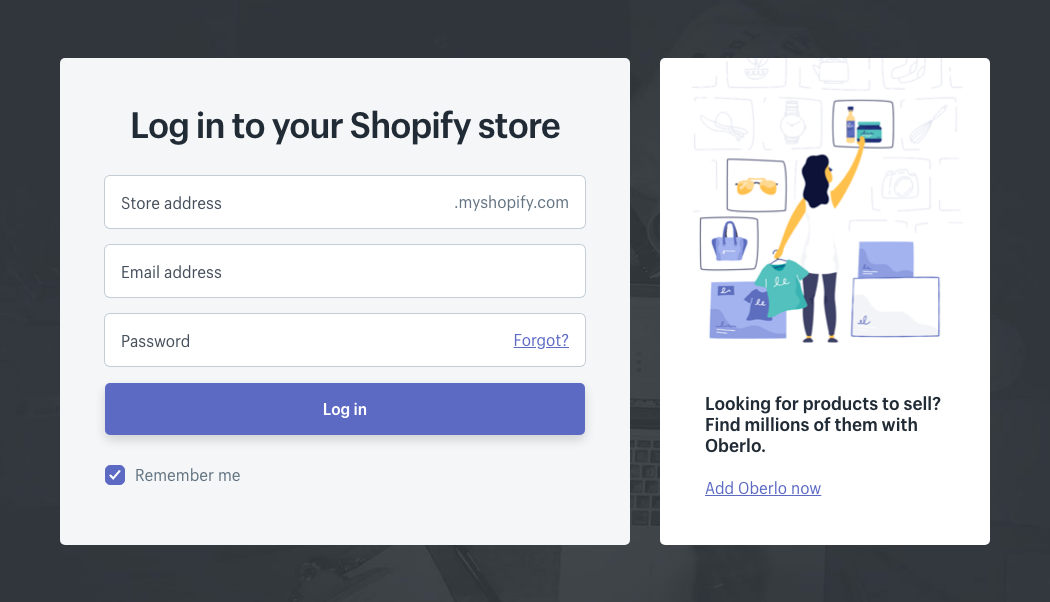 Log in to your Shopify store
Store address .myshopify.com
Email address
Password Forgot?
Log in
Remember me
Looking for products to sell?
Find millions of them with
Oberlo.
Add Oberlo now